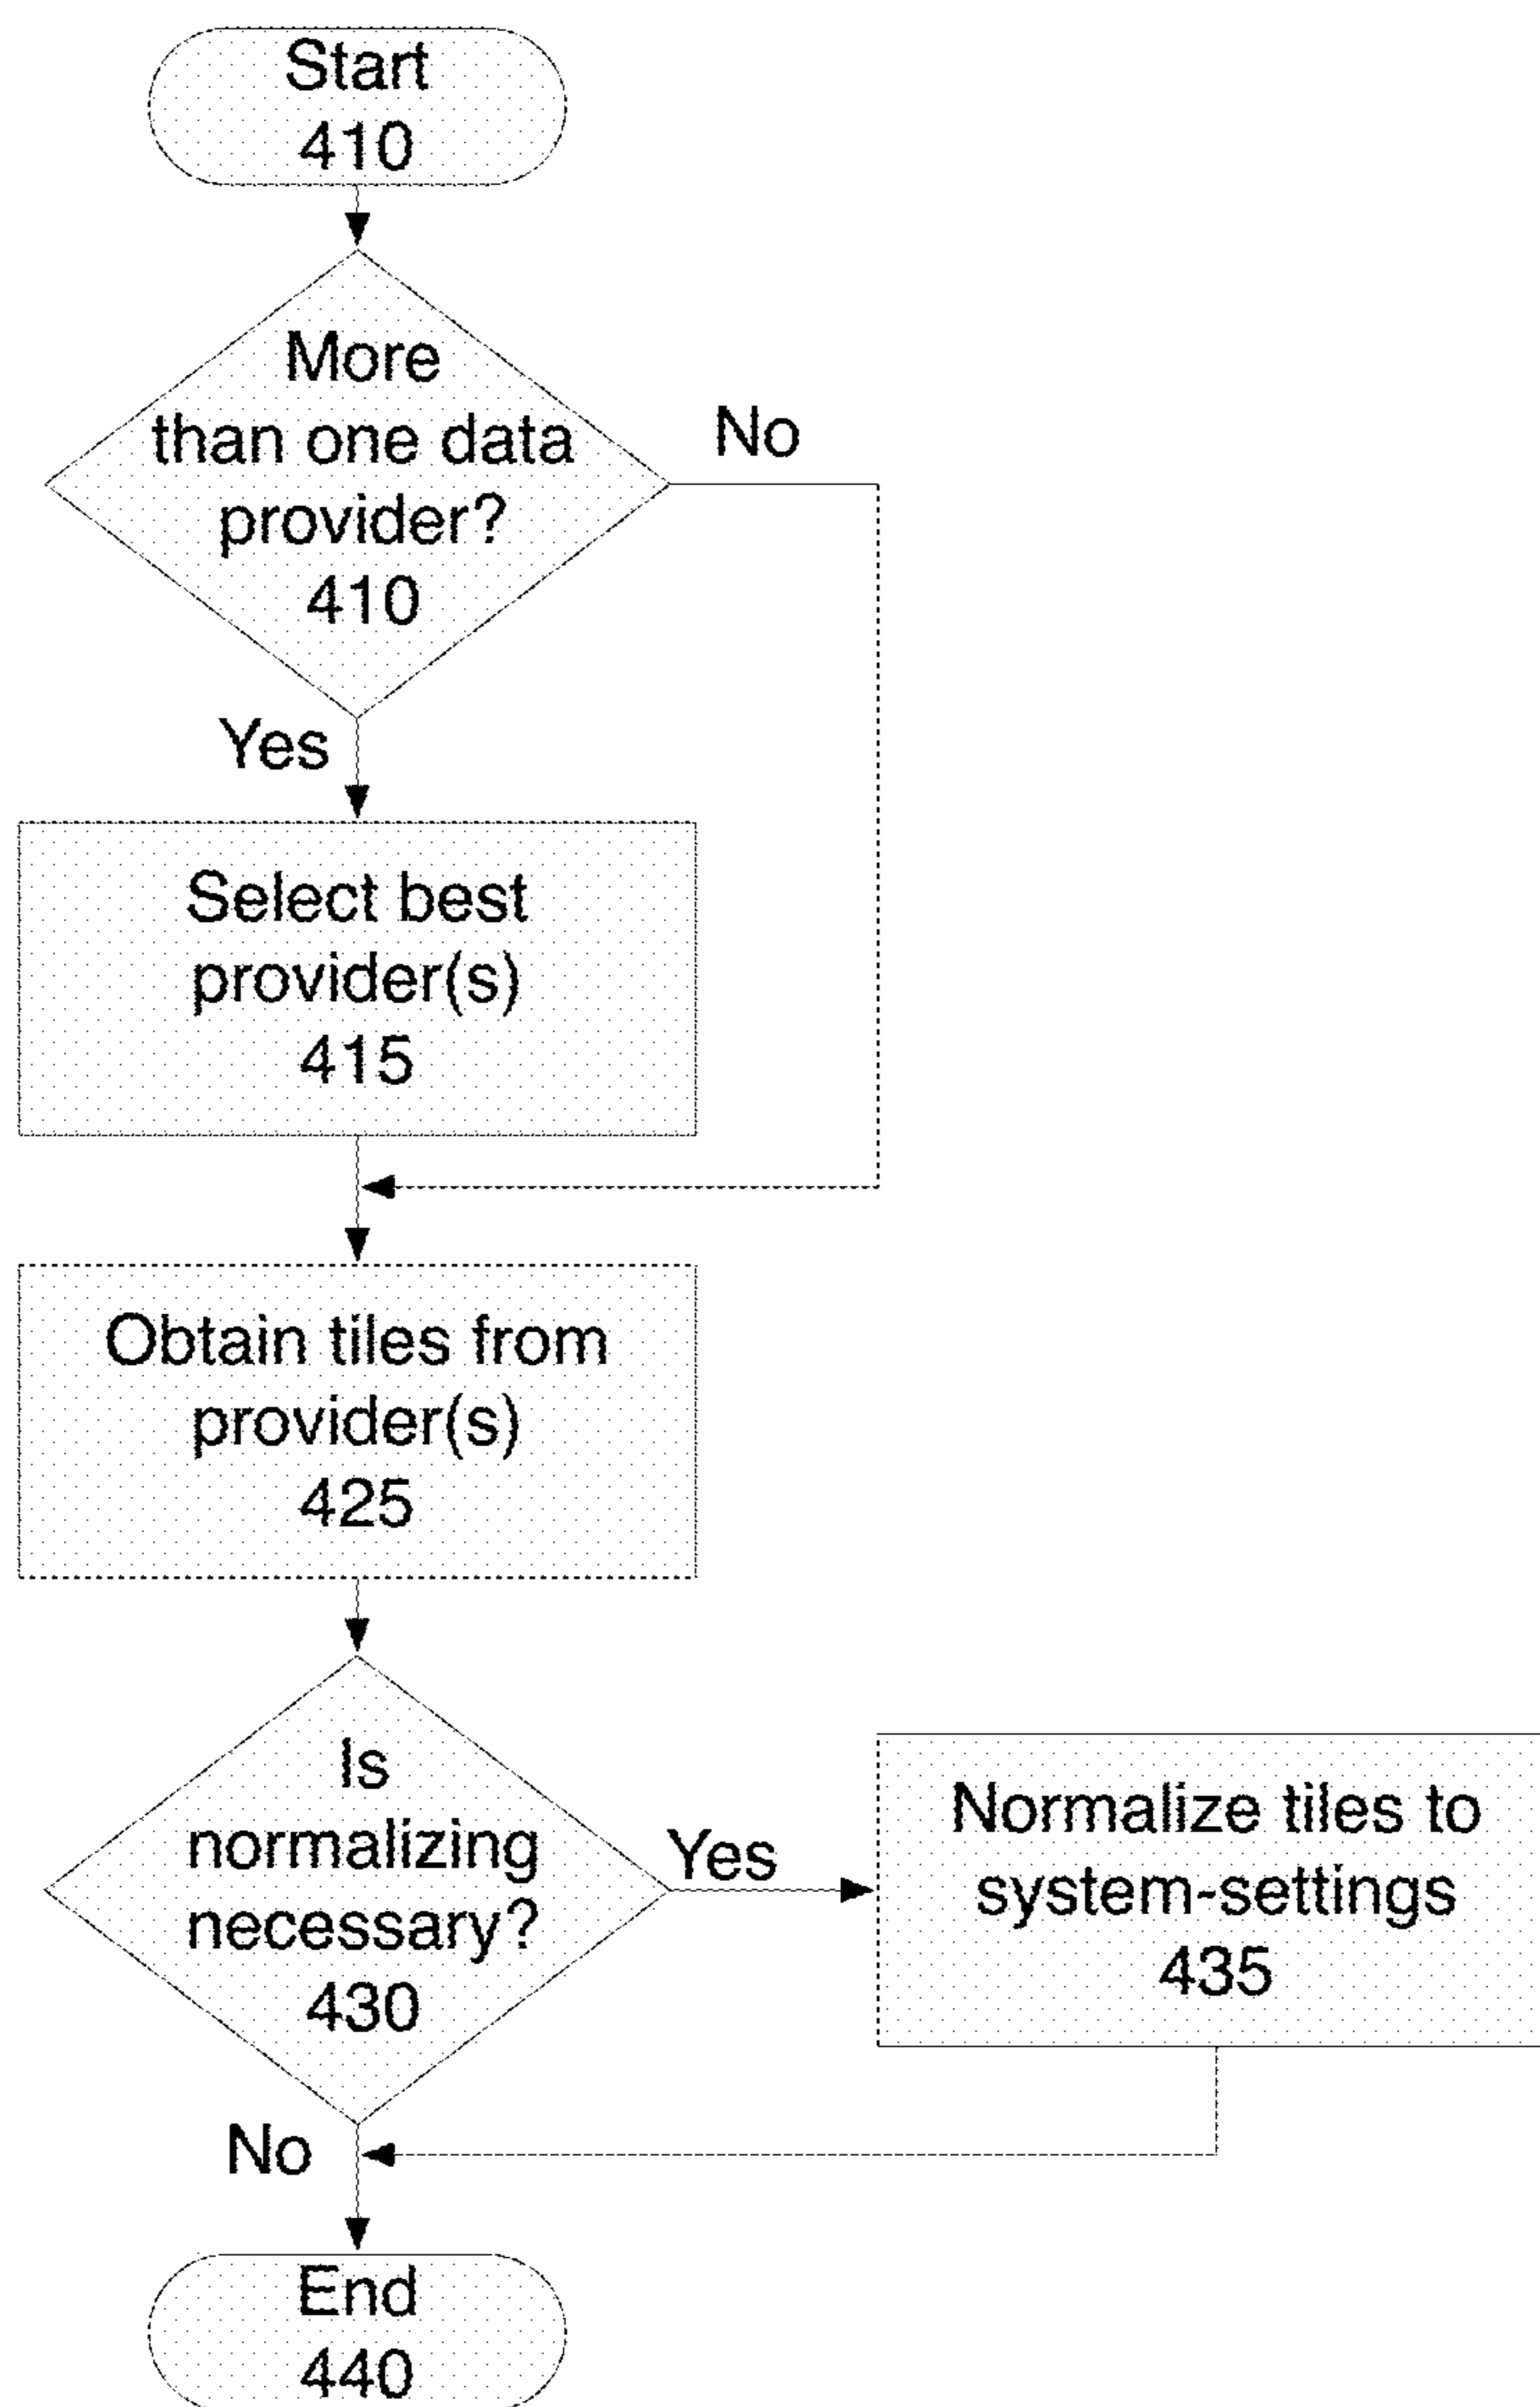 Start
410
More
than one data
provider?
410
No
Yes
Select best
provider(s)
415
Obtain tiles from
provider(s)
425
Is
normalizing
necessary?
430
Yes
Normalize tiles to
system-settings
435
No
End
440